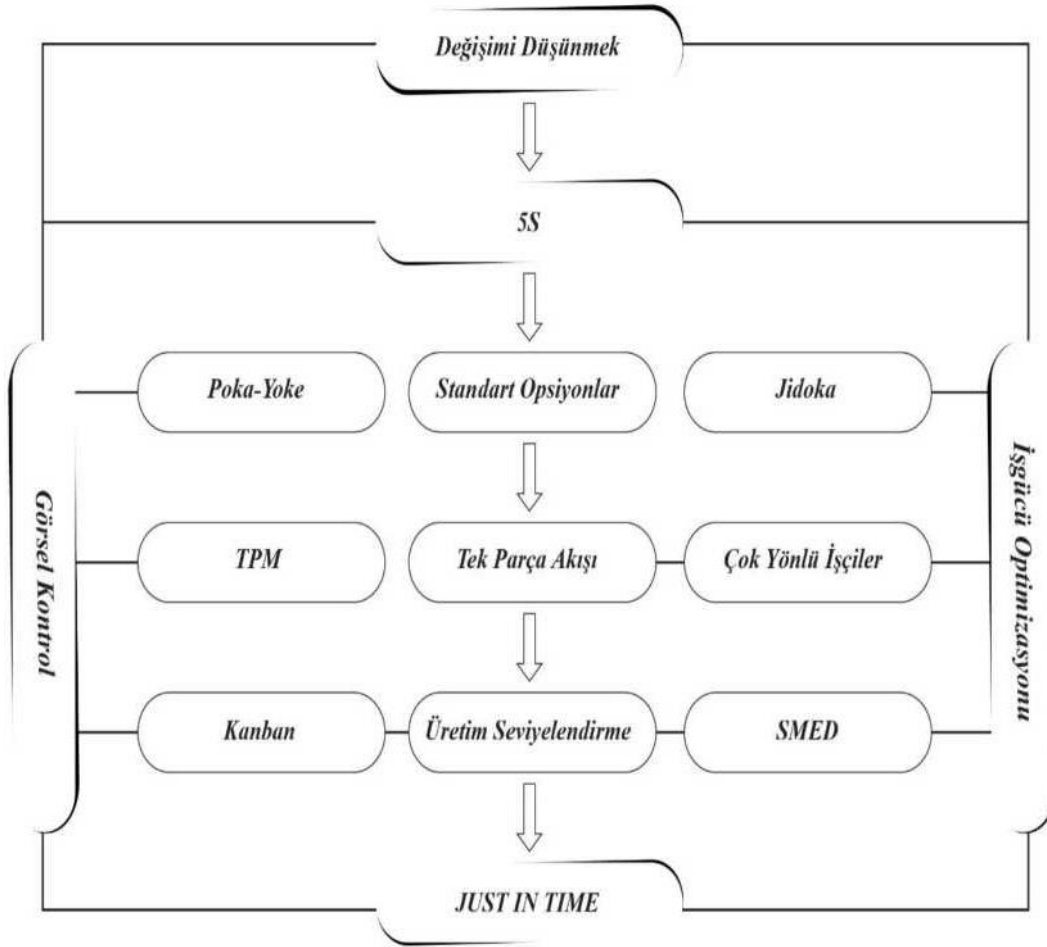 Değişimi Düşünmek
5S
Poka-Yoke
Standart Opsiyonlar
Jidoka
Görsel Kontrol
İşgücü Optimizasyonu
TPM
Tek Parça Akışı
Çok Yönlü İşçiler
Kanban
Üretim Seviyelendirme
SMED
JUST IN TIME